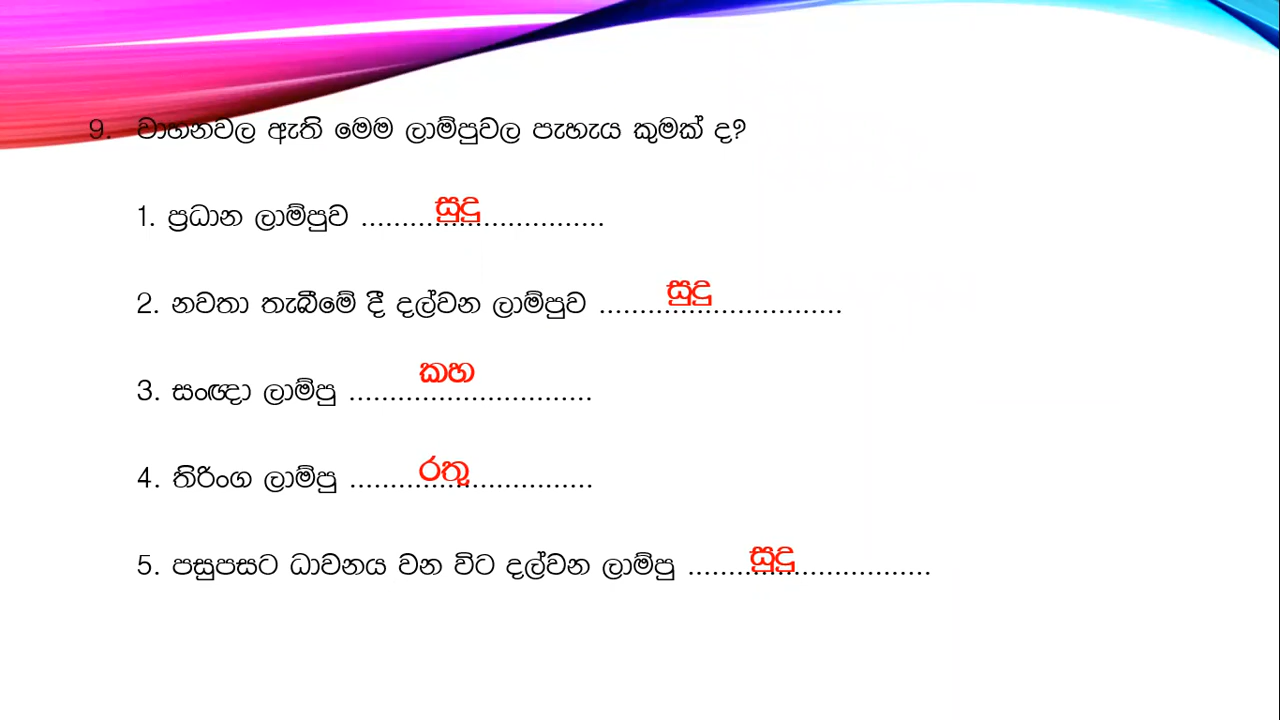 9. වාහනවල ඇති මෙම ලාම්පුවල පැහැය කුමක් ද?
1. ප්‍රධාන ලාම්පුව .............................. සුදු
2. නවතා තැබීමේ දී දල්වන ලාම්පුව .............................. සුදු
3. සංඥා ලාම්පු .............................. කහ
4. තිරිංග ලාම්පු .............................. රතු
5. පසුපසට ධාවනය වන විට දල්වන ලාම්පු .............................. සුදු